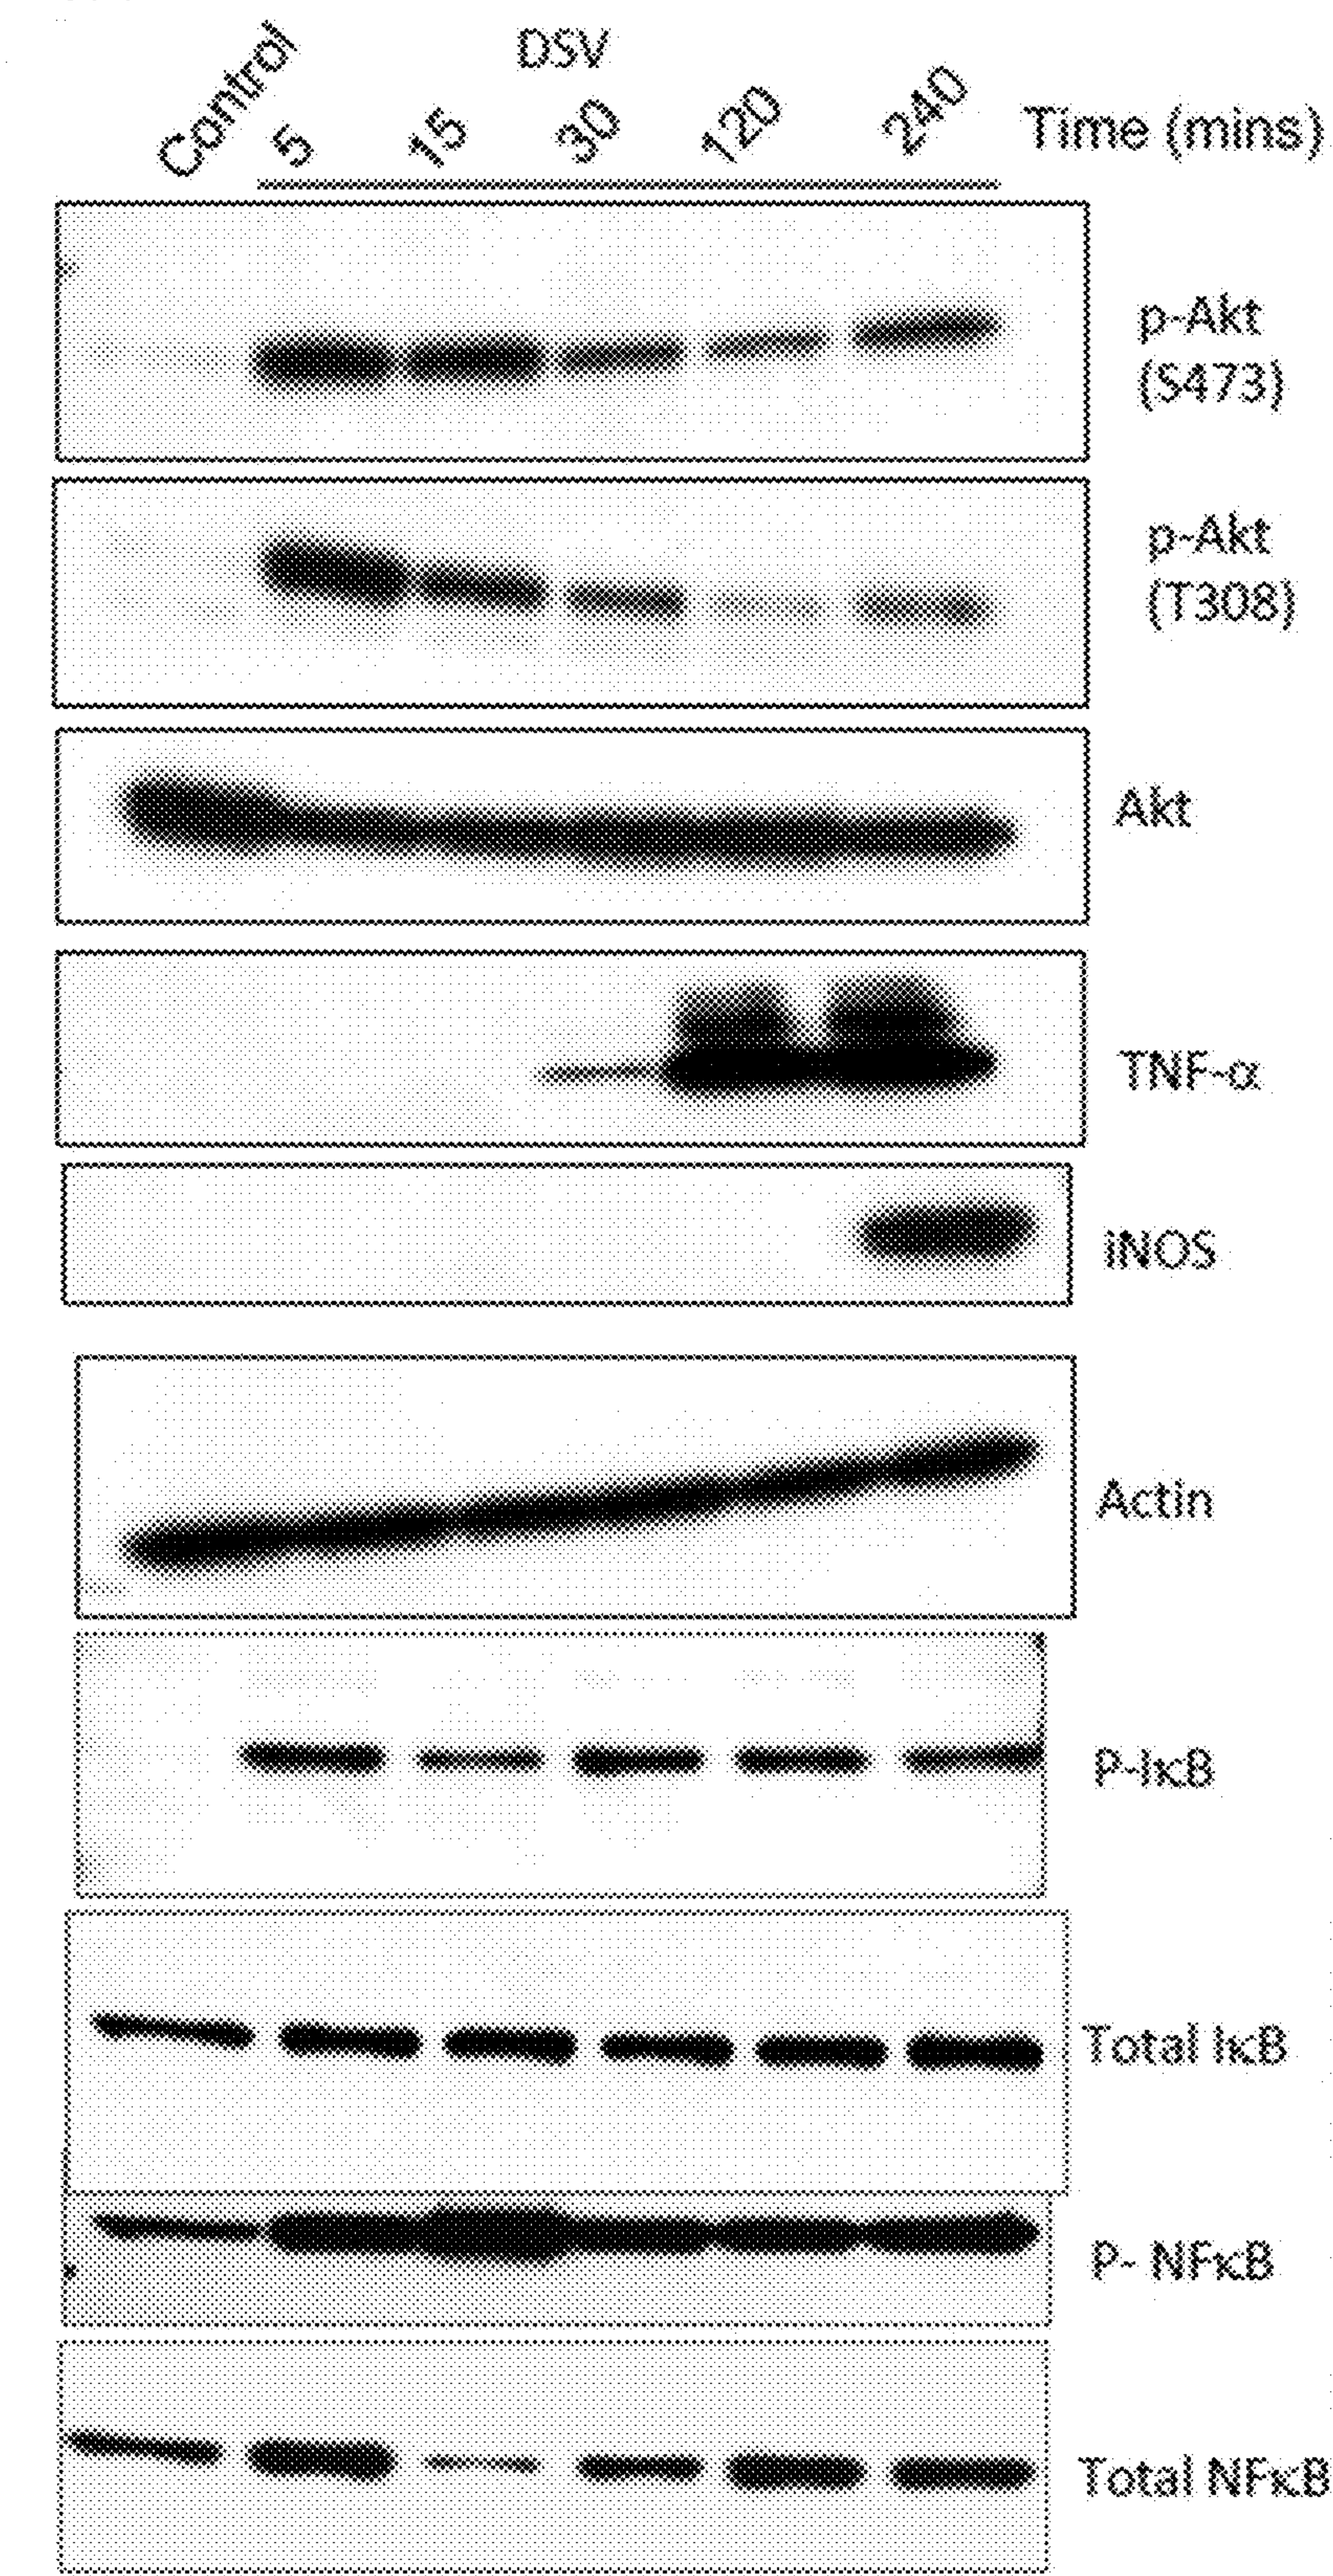 DSV
Control 5 15 30 120 240 Time (mins)
p-Akt
(S473)
p-Akt
(T308)
Akt
TNF-α
iNOS
Actin
P-IκB
Total IκB
P- NFκB
Total NFκB